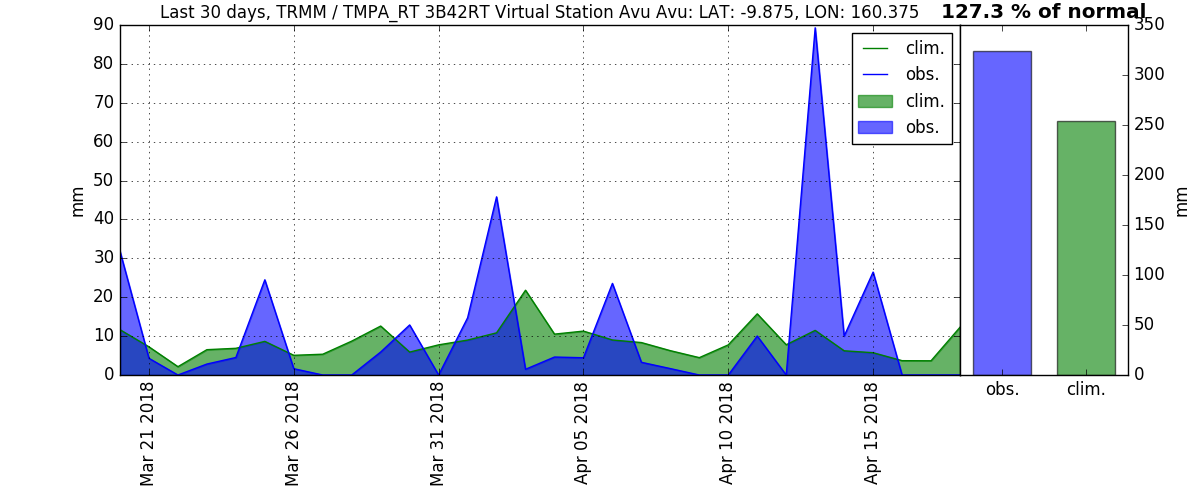 Last 30 days, TRMM / TMPA_RT 3B42RT Virtual Station Avu Avu: LAT: -9.875, LON: 160.375
127.3 % of normal
90
80
70
60
50
40
30
20
10
0
mm
clim.
obs.
clim.
obs.
Mar 21 2018
Mar 26 2018
Mar 31 2018
Apr 05 2018
Apr 10 2018
Apr 15 2018
350
300
250
200
150
100
50
0
mm
obs.
clim.